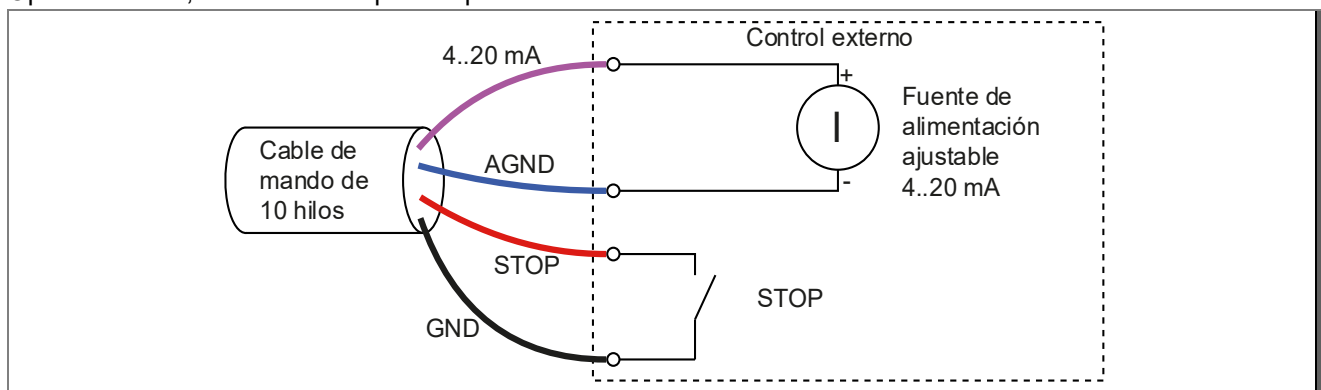 Control externo
4..20 mA
+
Fuente de
alimentación
ajustable
4..20 mA
I
-
Cable de
mando de
10 hilos
AGND
STOP
STOP
GND